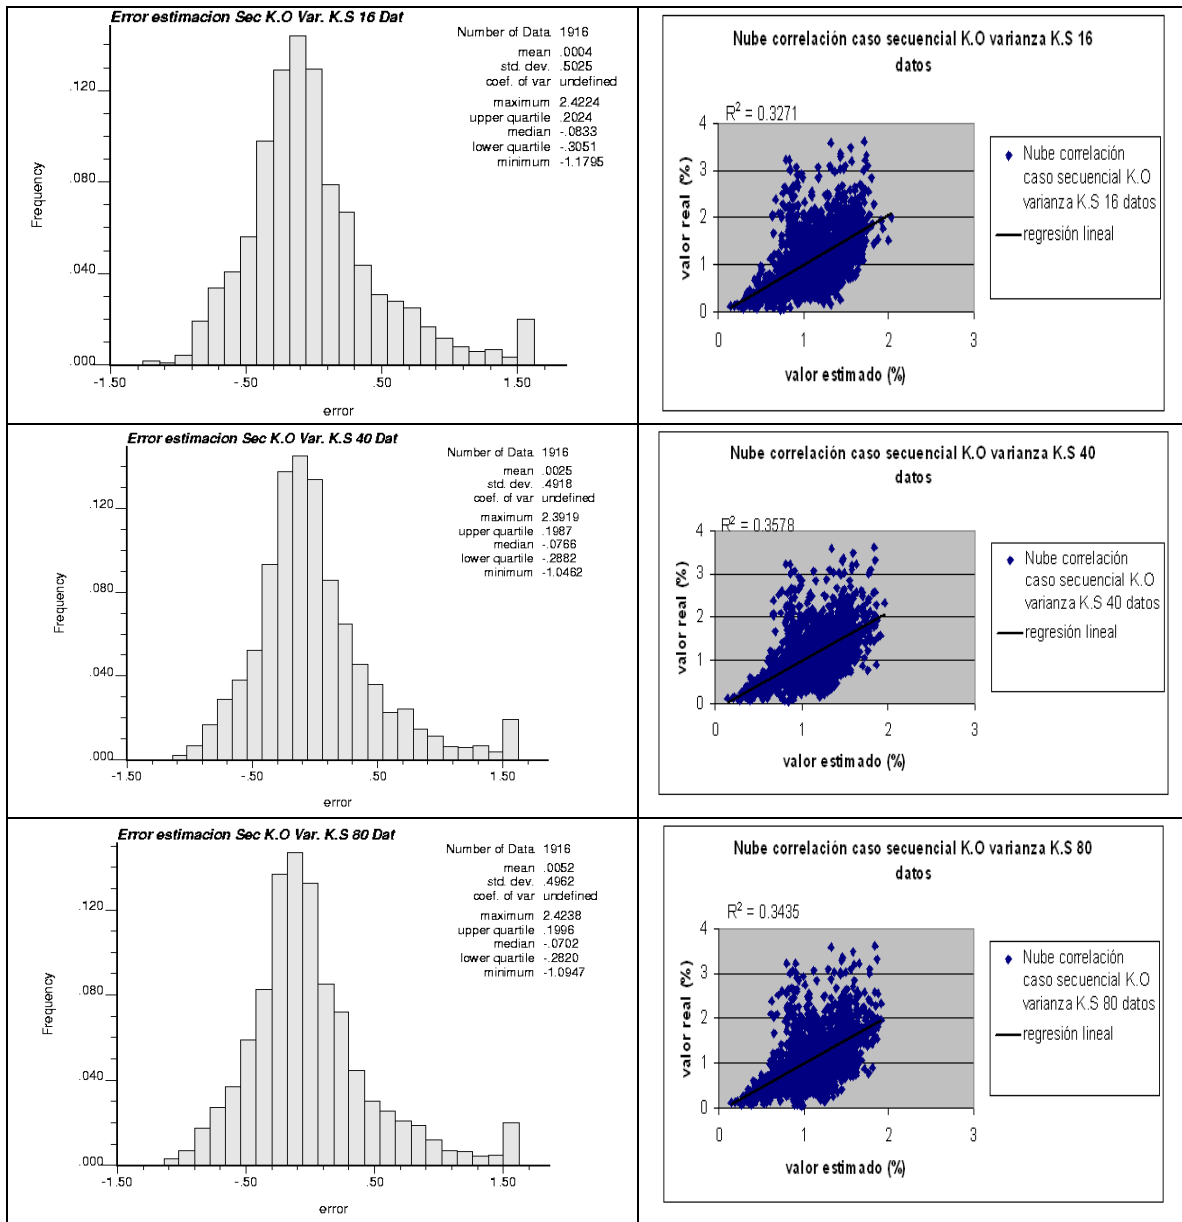 Error estimacion Sec K.O Var. K.S 16 Dat
Number of Data 1916
mean .0004
std. dev. .5025
coef. of var undefined
maximum 2.4224
upper quartile .2024
median -.0833
lower quartile -.3051
minimum -1.1795
Frequency
.120
.080
.040
.000
-1.50
-.50
.50
1.50
error
Nube correlación caso secuencial K.O varianza K.S 16
datos
R² = 0.3271
valor real (%)
4
3
2
1
0
0
1
2
3
valor estimado (%)
Nube correlación
caso secuencial K.O
varianza K.S 16 datos
regresión lineal
Error estimacion Sec K.O Var. K.S 40 Dat
Number of Data 1916
mean .0025
std. dev. .4918
coef. of var undefined
maximum 2.3919
upper quartile .1987
median -.0766
lower quartile -.2882
minimum -1.0462
Frequency
.120
.080
.040
.000
-1.50
-.50
.50
1.50
error
Nube correlación caso secuencial K.O varianza K.S 40
datos
R² = 0.3578
valor real (%)
4
3
2
1
0
0
1
2
3
valor estimado (%)
Nube correlación
caso secuencial K.O
varianza K.S 40 datos
regresión lineal
Error estimacion Sec K.O Var. K.S 80 Dat
Number of Data 1916
mean .0052
std. dev. .4962
coef. of var undefined
maximum 2.4238
upper quartile .1996
median -.0702
lower quartile -.2820
minimum -1.0947
Frequency
.120
.080
.040
.000
-1.50
-.50
.50
1.50
error
Nube correlación caso secuencial K.O varianza K.S 80
datos
R² = 0.3435
valor real (%)
4
3
2
1
0
0
1
2
3
valor estimado (%)
Nube correlación
caso secuencial K.O
varianza K.S 80 datos
regresión lineal